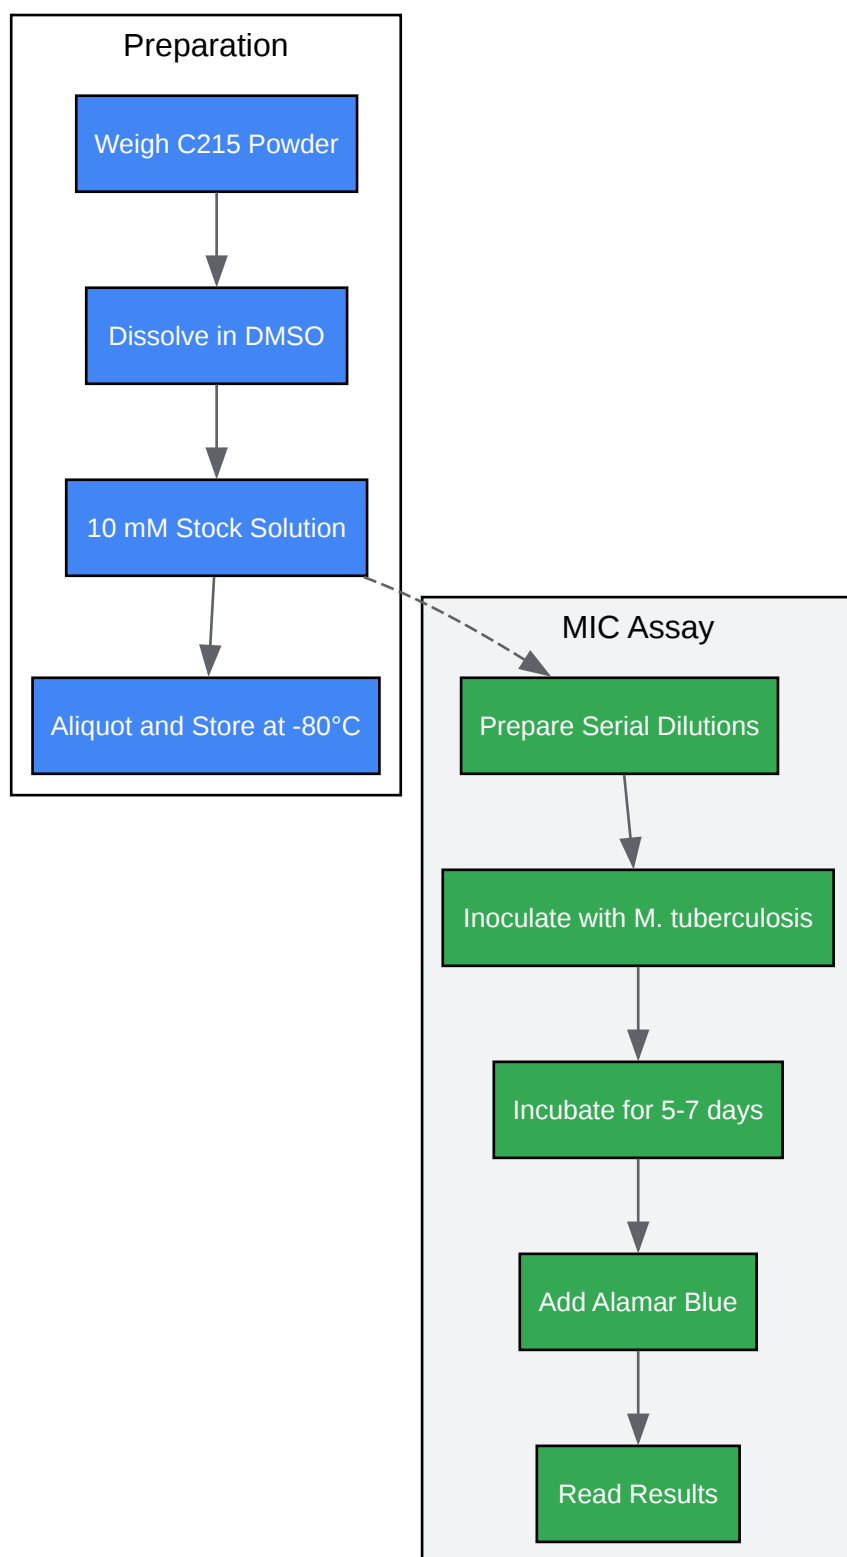 Preparation
Weigh C215 Powder
Dissolve in DMSO
10 mM Stock Solution
Aliquot and Store at -80°C
MIC Assay
Prepare Serial Dilutions
Inoculate with M. tuberculosis
Incubate for 5-7 days
Add Alamar Blue
Read Results